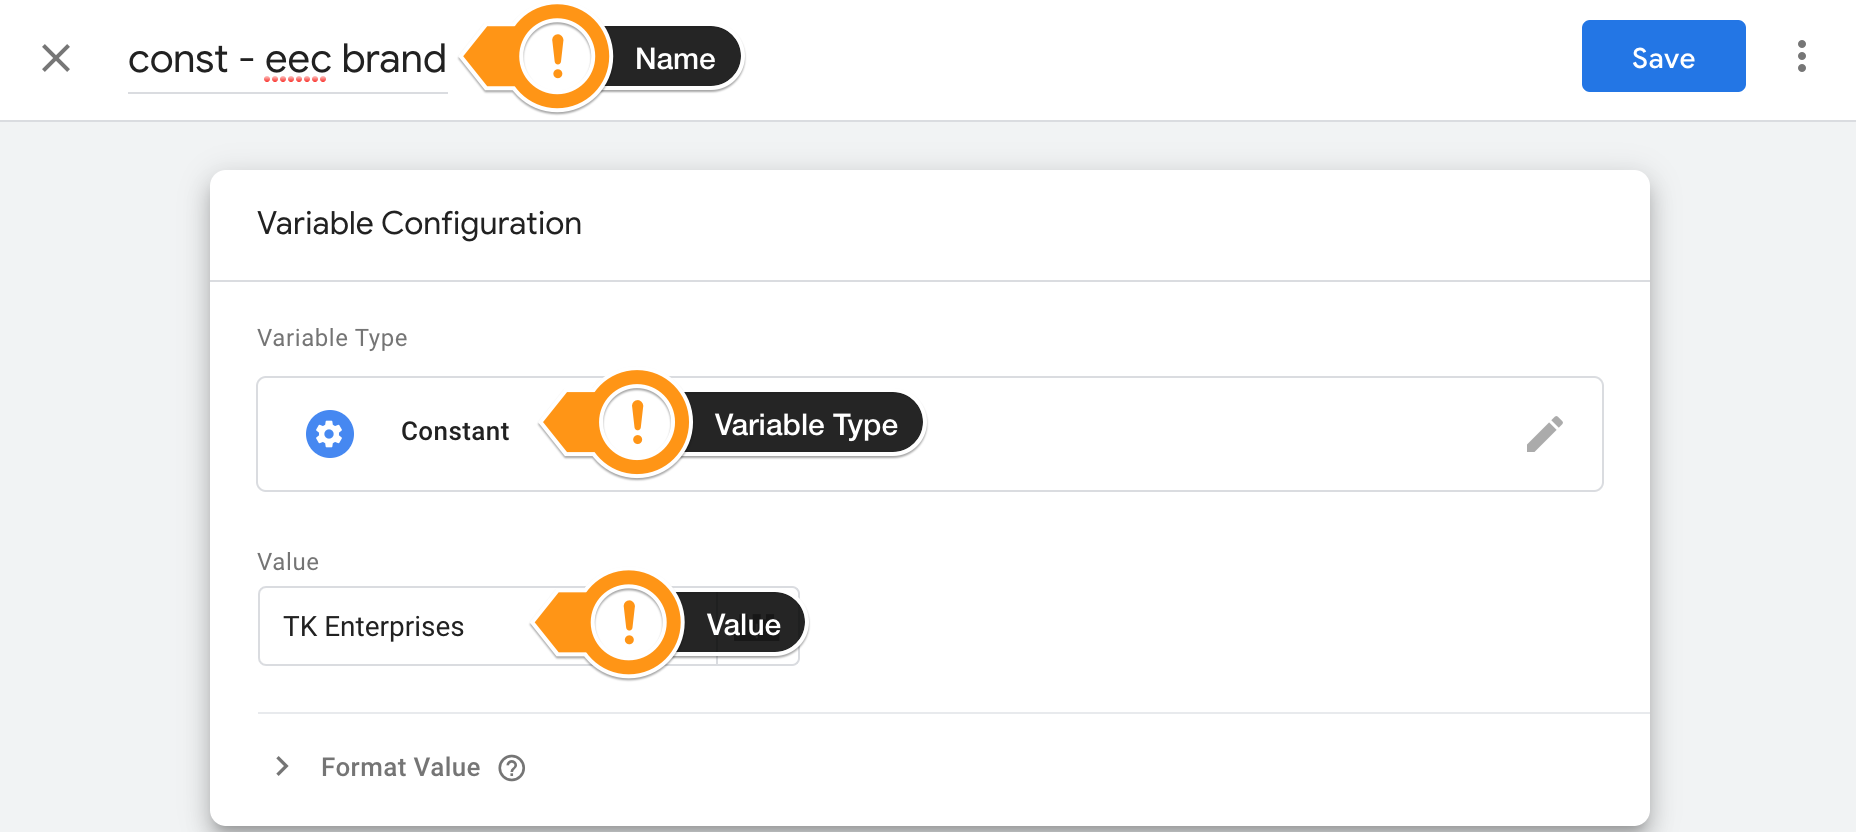 const - eec brand
Name
Save
Variable Configuration
Variable Type
Constant
Variable Type
Value
TK Enterprises
Value
Format Value